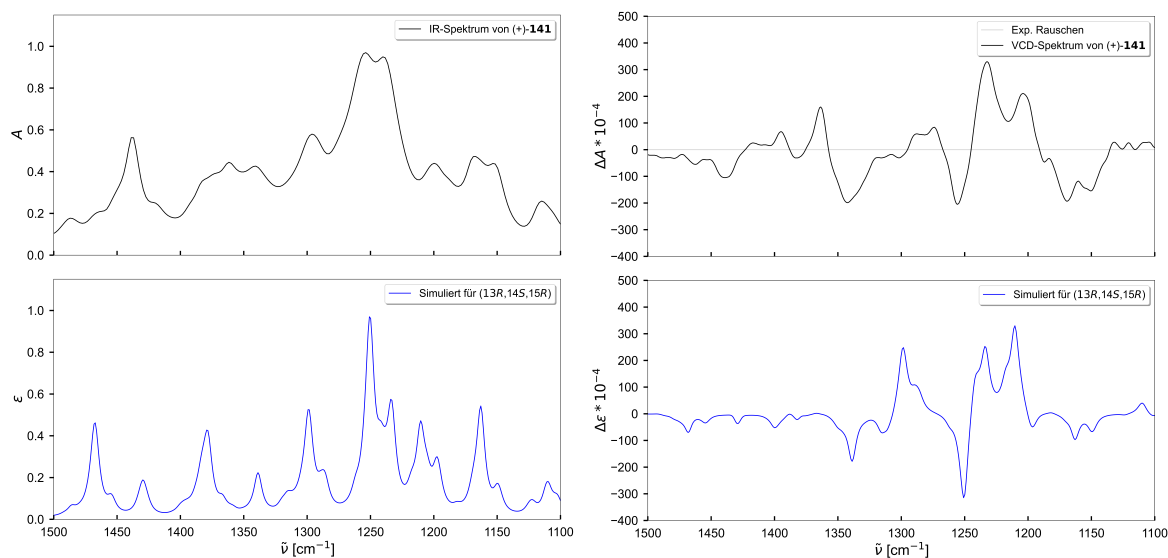 IR-Spektrum von (+)-141
1.0
0.8
0.6
0.4
0.2
0.0
A
Exp. Rauschen
VCD-Spektrum von (+)-141
500
400
300
200
100
0
−100
−200
−300
−400
ΔA * 10⁻⁴
Simuliert für (13R,14S,15R)
1.0
0.8
0.6
0.4
0.2
0.0
ε
1500 1450 1400 1350 1300 1250 1200 1150 1100
ṽ [cm⁻¹]
Simuliert für (13R,14S,15R)
500
400
300
200
100
0
−100
−200
−300
−400
Δε * 10⁻⁴
1500 1450 1400 1350 1300 1250 1200 1150 1100
ṽ [cm⁻¹]